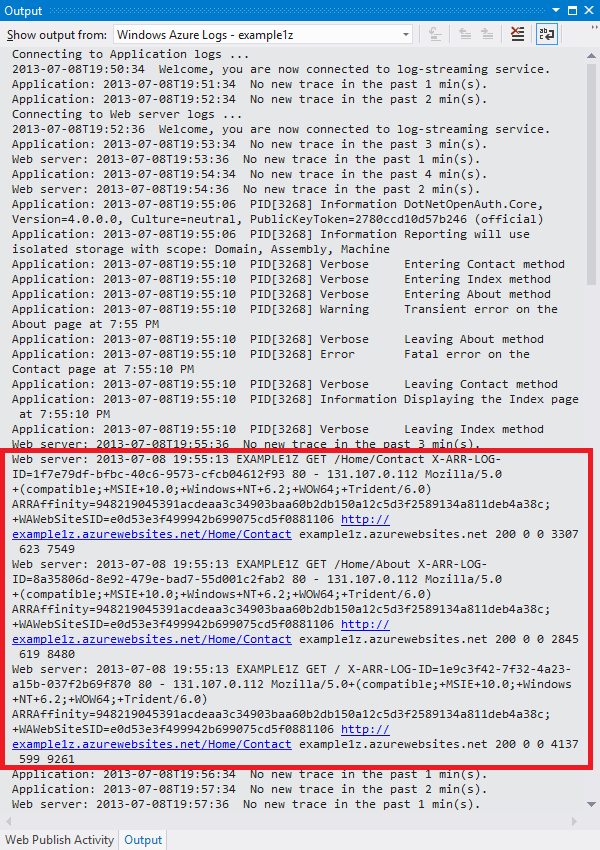 Output
Show output from: Windows Azure Logs - example1z
Connecting to Application logs ...
2013-07-08T19:50:34  Welcome, you are now connected to log-streaming service.
Application: 2013-07-08T19:51:34  No new trace in the past 1 min(s).
Application: 2013-07-08T19:52:34  No new trace in the past 2 min(s).
Connecting to Web server logs ...
2013-07-08T19:52:36  Welcome, you are now connected to log-streaming service.
Application: 2013-07-08T19:53:34  No new trace in the past 3 min(s).
Web server: 2013-07-08T19:53:36  No new trace in the past 1 min(s).
Application: 2013-07-08T19:54:34  No new trace in the past 4 min(s).
Web server: 2013-07-08T19:54:36  No new trace in the past 2 min(s).
Application: 2013-07-08T19:55:06  PID[3268] Information DotNetOpenAuth.Core,
Version=4.0.0.0, Culture=neutral, PublicKeyToken=2780ccd10d57b246 (official)
Application: 2013-07-08T19:55:06  PID[3268] Information Reporting will use
isolated storage with scope: Domain, Assembly, Machine
Application: 2013-07-08T19:55:10  PID[3268] Verbose     Entering Contact method
Application: 2013-07-08T19:55:10  PID[3268] Verbose     Entering Index method
Application: 2013-07-08T19:55:10  PID[3268] Verbose     Entering About method
Application: 2013-07-08T19:55:10  PID[3268] Warning     Transient error on the
About page at 7:55 PM
Application: 2013-07-08T19:55:10  PID[3268] Verbose     Leaving About method
Application: 2013-07-08T19:55:10  PID[3268] Error       Fatal error on the
Contact page at 7:55:10 PM
Application: 2013-07-08T19:55:10  PID[3268] Verbose     Leaving Contact method
Application: 2013-07-08T19:55:10  PID[3268] Information Displaying the Index page
at 7:55:10 PM
Application: 2013-07-08T19:55:10  PID[3268] Verbose     Leaving Index method
Web server: 2013-07-08T19:55:36  No new trace in the past 3 min(s).
Web server: 2013-07-08 19:55:13 EXAMPLE1Z GET /Home/Contact X-ARR-LOG-
ID=1f7e79df-bfbc-40c6-9573-cfcb04612f93 80 - 131.107.0.112 Mozilla/5.0
+(compatible;+MSIE+10.0;+Windows+NT+6.2;+WOW64;+Trident/6.0)
ARRAffinity=948219045391acdeaa3c34903baa60b2db150a12c5d3f2589134a811deb4a38c;
+WAWebSiteSID=e0d53e3f499942b699075cd5f0881106 http://
example1z.azurewebsites.net/Home/Contact example1z.azurewebsites.net 200 0 0 3307
623 7549
Web server: 2013-07-08 19:55:13 EXAMPLE1Z GET /Home/About X-ARR-LOG-
ID=8a35806d-8e92-479e-bad7-55d001c2fab2 80 - 131.107.0.112 Mozilla/5.0
+(compatible;+MSIE+10.0;+Windows+NT+6.2;+WOW64;+Trident/6.0)
ARRAffinity=948219045391acdeaa3c34903baa60b2db150a12c5d3f2589134a811deb4a38c;
+WAWebSiteSID=e0d53e3f499942b699075cd5f0881106 http://
example1z.azurewebsites.net/Home/Contact example1z.azurewebsites.net 200 0 0 2845
619 8480
Web server: 2013-07-08 19:55:13 EXAMPLE1Z GET / X-ARR-LOG-ID=1e9c3f42-7f32-4a23-
a15b-037f2b69f870 80 - 131.107.0.112 Mozilla/5.0+(compatible;+MSIE+10.0;+Windows
+NT+6.2;+WOW64;+Trident/6.0)
ARRAffinity=948219045391acdeaa3c34903baa60b2db150a12c5d3f2589134a811deb4a38c;
+WAWebSiteSID=e0d53e3f499942b699075cd5f0881106 http://
example1z.azurewebsites.net/Home/Contact example1z.azurewebsites.net 200 0 0 4137
599 9261
Application: 2013-07-08T19:56:34  No new trace in the past 1 min(s).
Application: 2013-07-08T19:57:34  No new trace in the past 2 min(s).
Web server: 2013-07-08T19:57:36  No new trace in the past 1 min(s).
Web Publish Activity Output